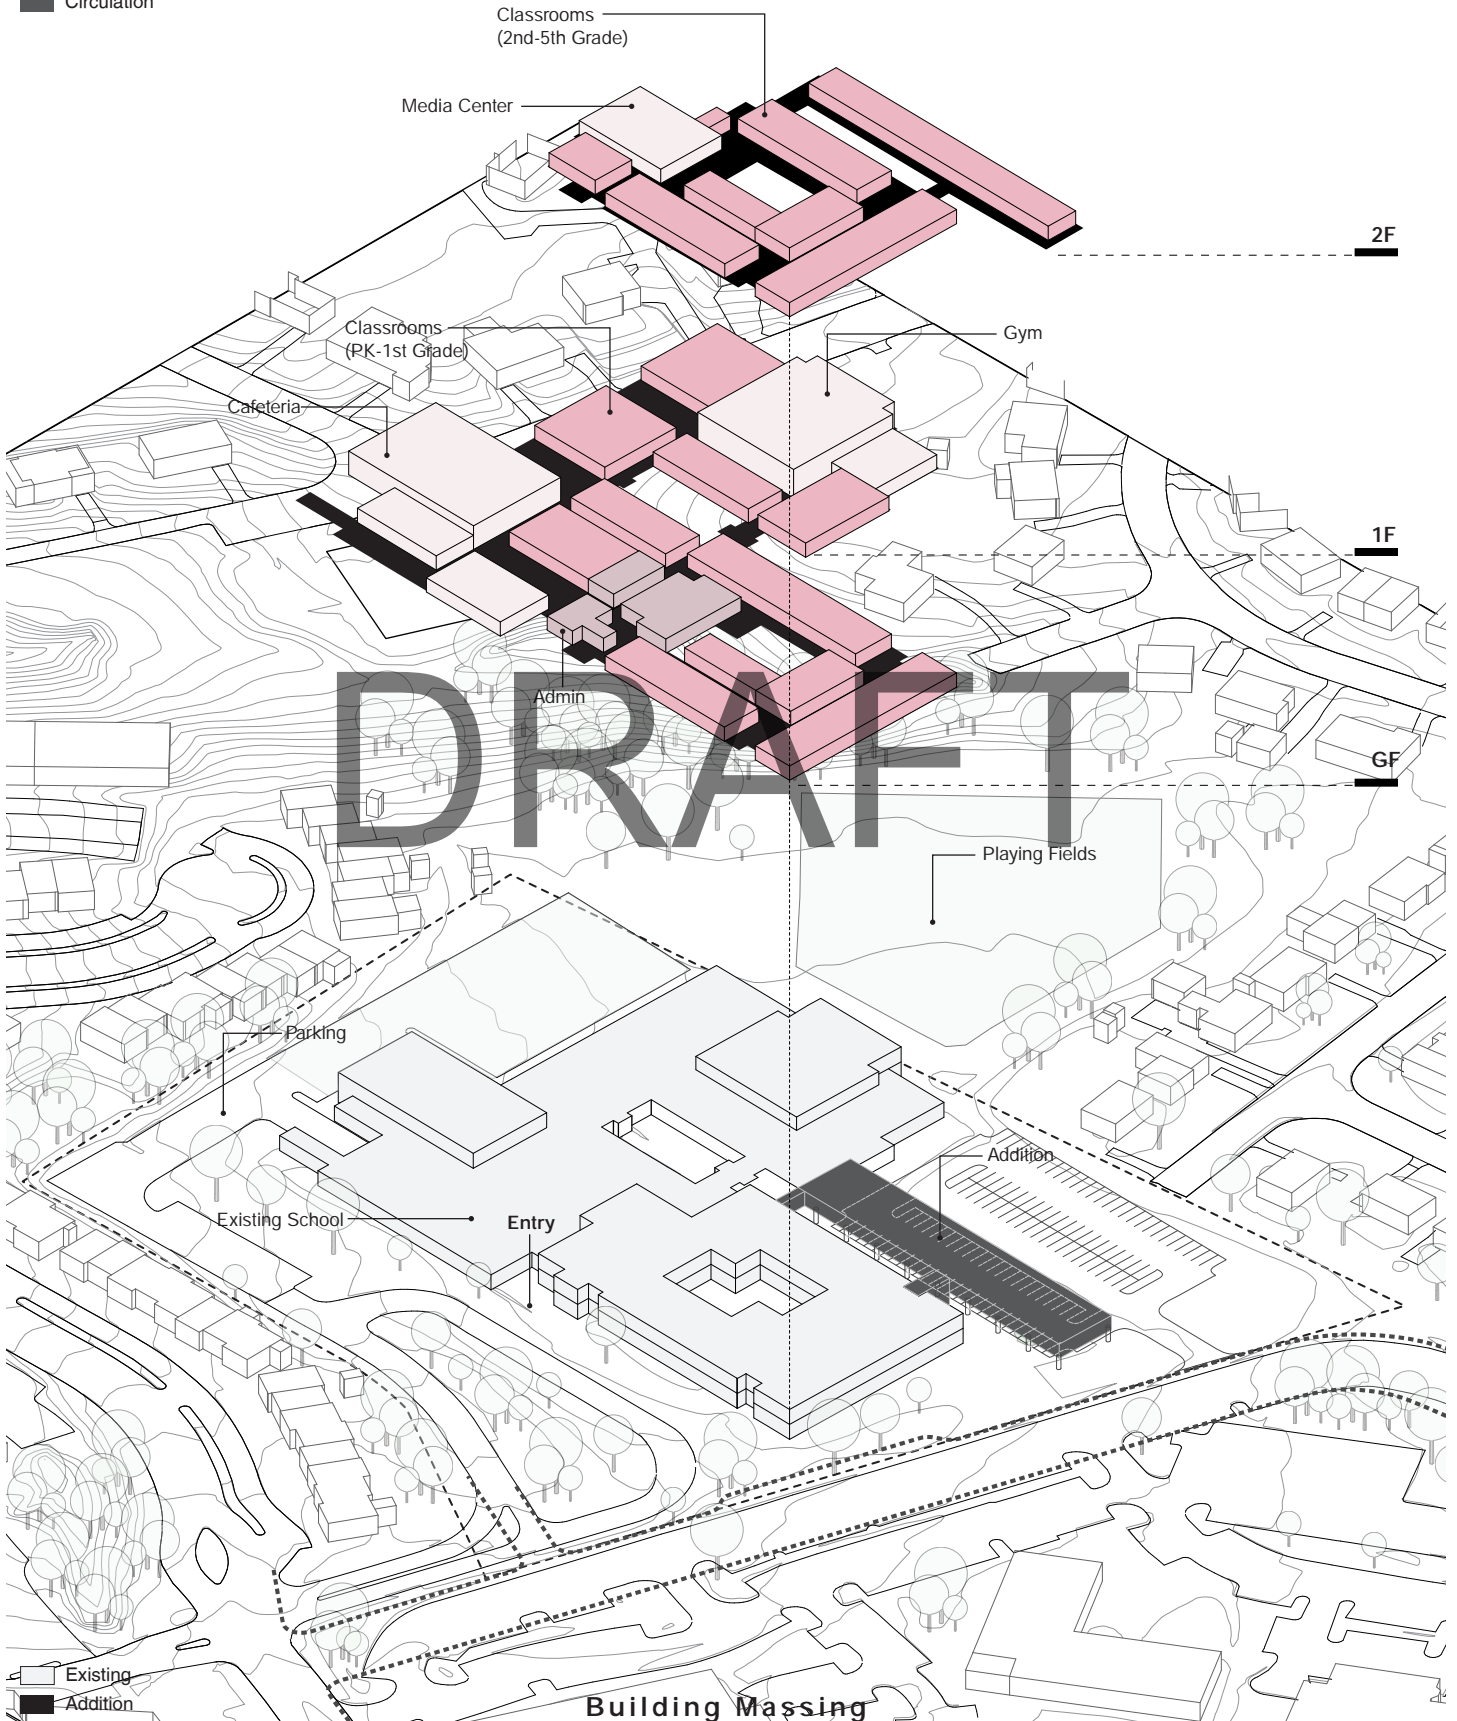 Circulation
Classrooms
(2nd-5th Grade)
Media Center
2F
Classrooms
(PK-1st Grade)
Gym
Cafeteria
1F
Admin
DRAFT
GF
Playing Fields
Parking
Addition
Existing School
Entry
Existing
Addition
Building Massing